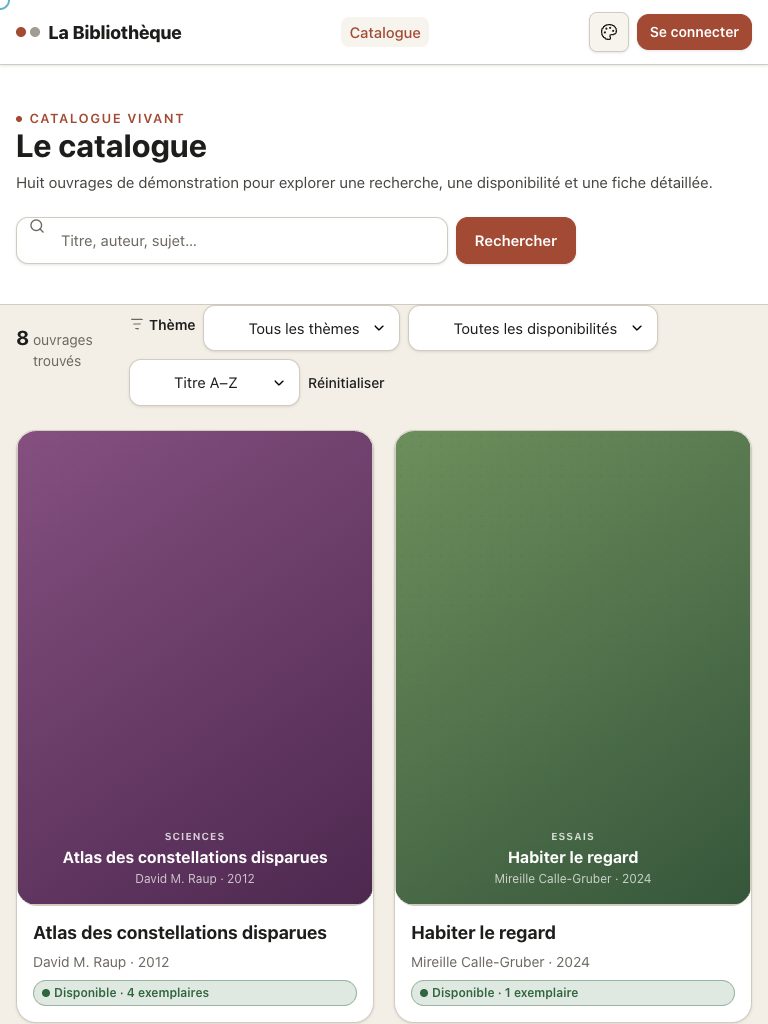 La Bibliothèque
Catalogue
Se connecter
CATALOGUE VIVANT
Le catalogue
Huit ouvrages de démonstration pour explorer une recherche, une disponibilité et une fiche détaillée.
Titre, auteur, sujet…
Rechercher
8 ouvrages
trouvés
Thème
Tous les thèmes
Toutes les disponibilités
Titre A–Z
Réinitialiser
SCIENCES
Atlas des constellations disparues
David M. Raup · 2012
Atlas des constellations disparues
David M. Raup · 2012
Disponible · 4 exemplaires
ESSAIS
Habiter le regard
Mireille Calle-Gruber · 2024
Habiter le regard
Mireille Calle-Gruber · 2024
Disponible · 1 exemplaire